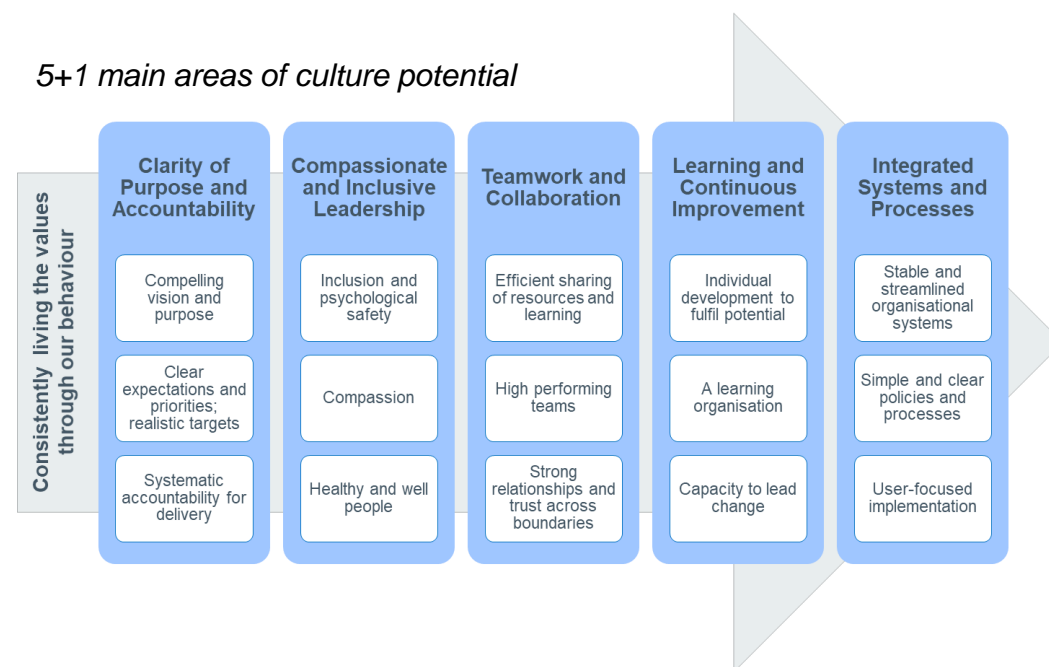 5+1 main areas of culture potential
Consistently living the values
through our behaviour
Clarity of
Purpose and
Accountability
Compelling
vision and
purpose
Clear
expectations and
priorities;
realistic targets
Systematic
accountability for
delivery
Compassionate
and Inclusive
Leadership
Inclusion and
psychological
safety
Compassion
Healthy and well
people
Teamwork and
Collaboration
Efficient sharing
of resources and
learning
High performing
teams
Strong
relationships and
trust across
boundaries
Learning and
Continuous
Improvement
Individual
development to
fulfil potential
A learning
organisation
Capacity to lead
change
Integrated
Systems and
Processes
Stable and
streamlined
organisational
systems
Simple and clear
policies and
processes
User-focused
implementation